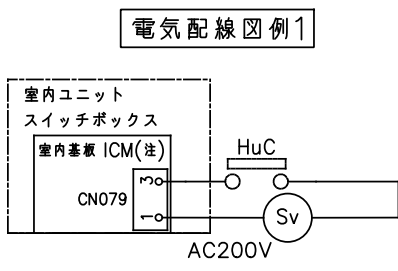 電気配線図例1
室内ユニット
スイッチボックス
室内基板 ICM(注)
HuC
3
CN079
1
Sv
AC200V